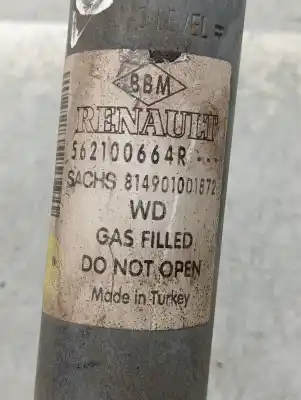 BBM
RENAULT
562100664R---
SACHS 814901001872
WD
GAS FILLED
DO NOT OPEN
Made in Turkey